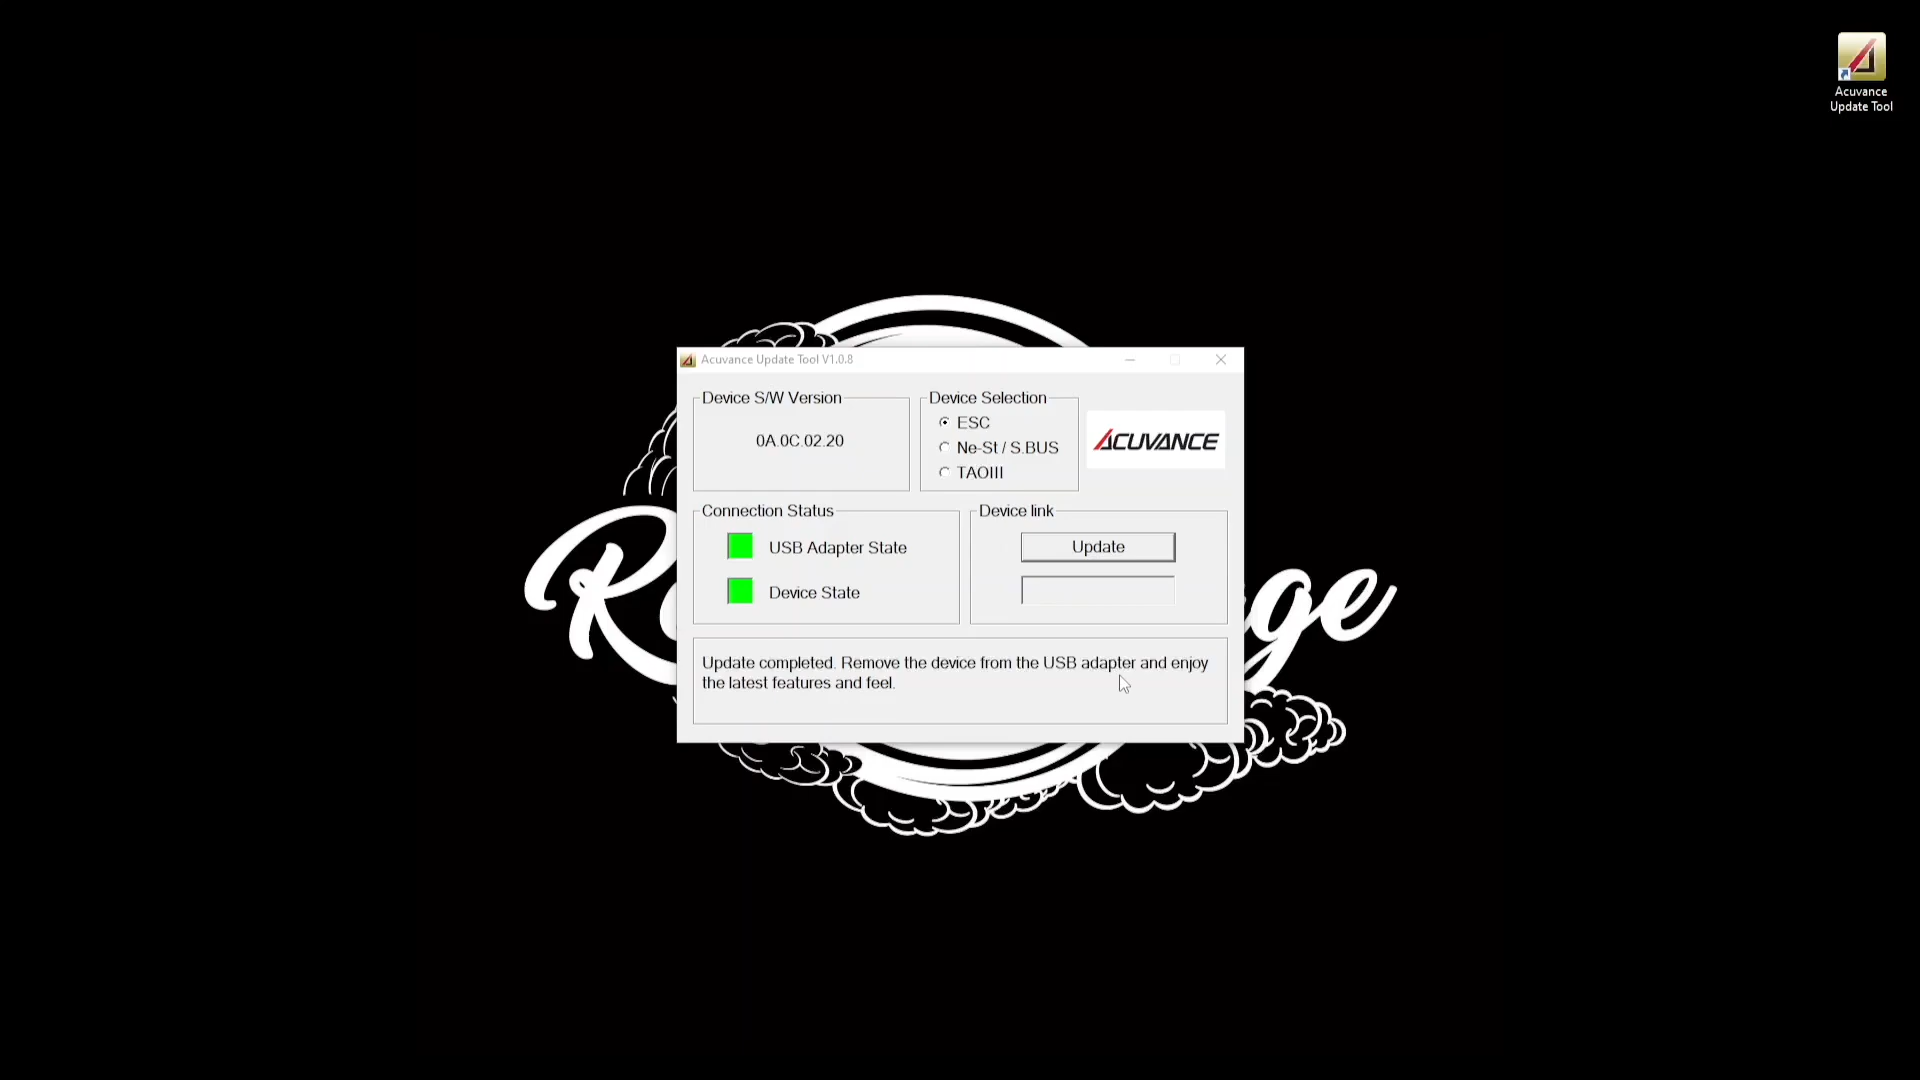 Acuvance
Update Tool
Acuvance Update Tool V1.0.8
Device S/W Version
0A.0C.02.20
Device Selection
ESC
Ne-St / S.BUS
TAOIII
ACUVANCE
Connection Status
USB Adapter State
Device State
Device link
Update
Update completed. Remove the device from the USB adapter and enjoy
the latest features and feel.